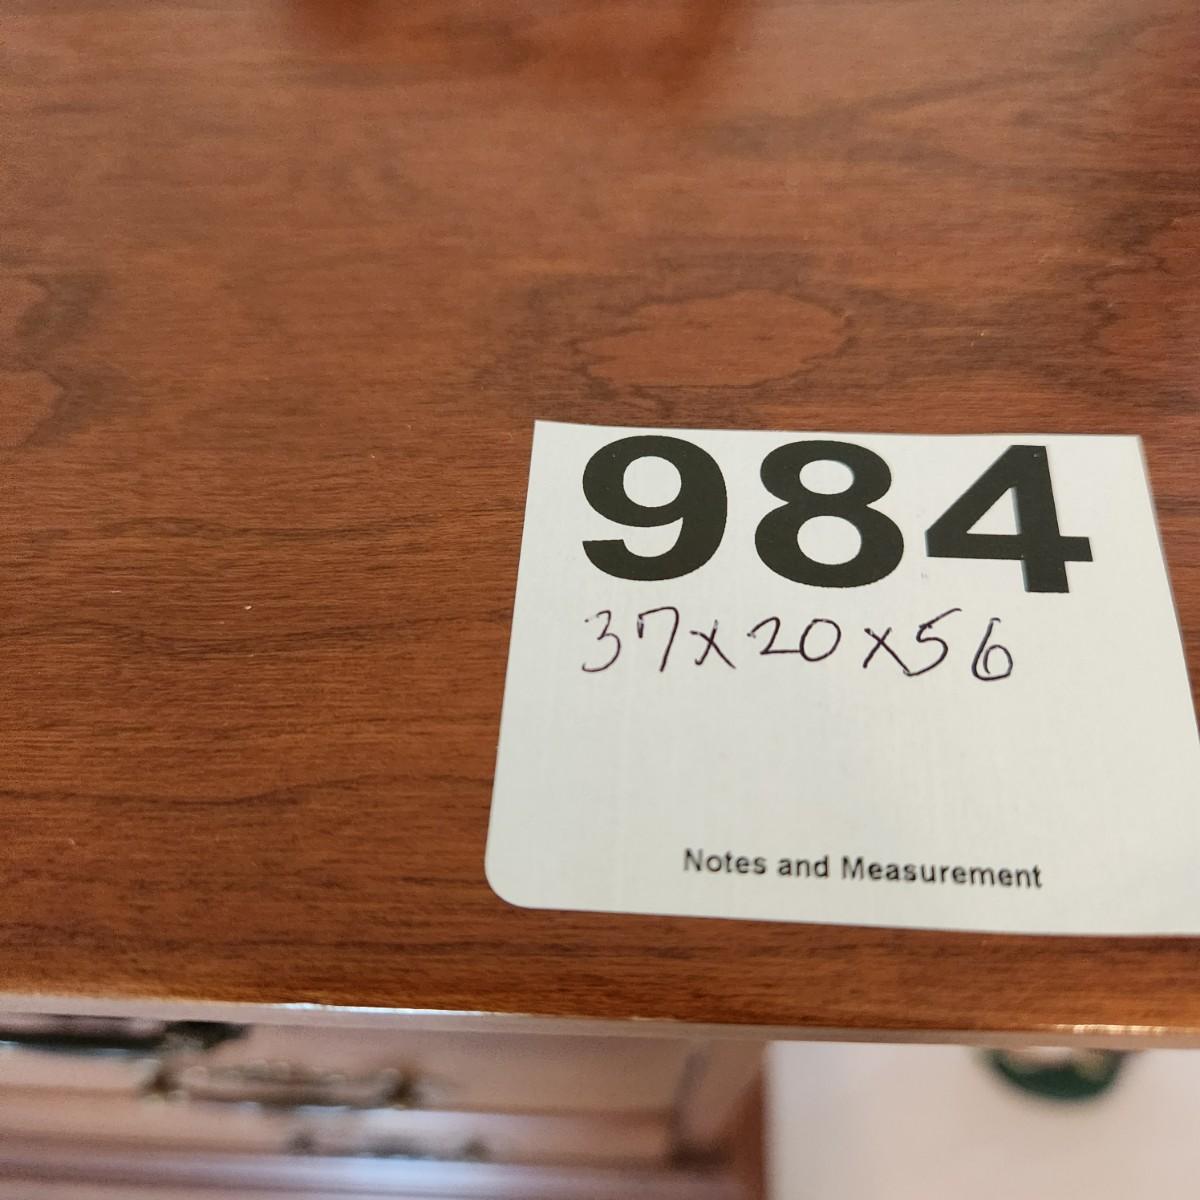 984
37x20x56
Notes and Measurement